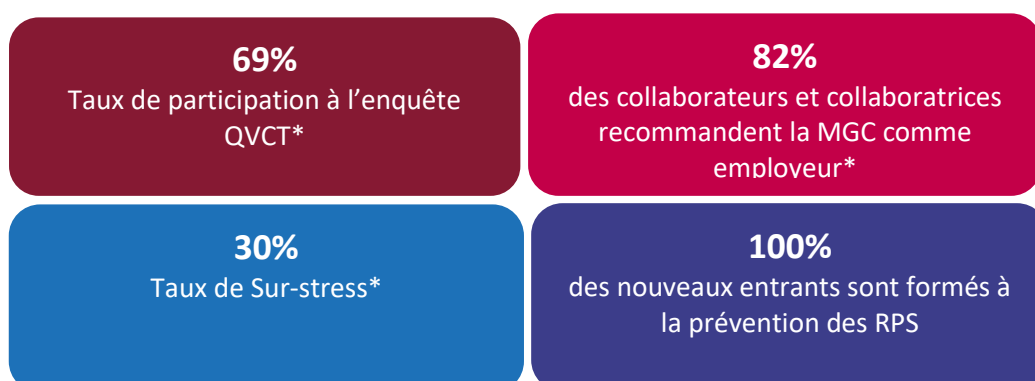 69%
Taux de participation à l’enquête
QVCT*
82%
des collaborateurs et collaboratrices
recommandent la MGC comme
employeur*
30%
Taux de Sur-stress*
100%
des nouveaux entrants sont formés à
la prévention des RPS